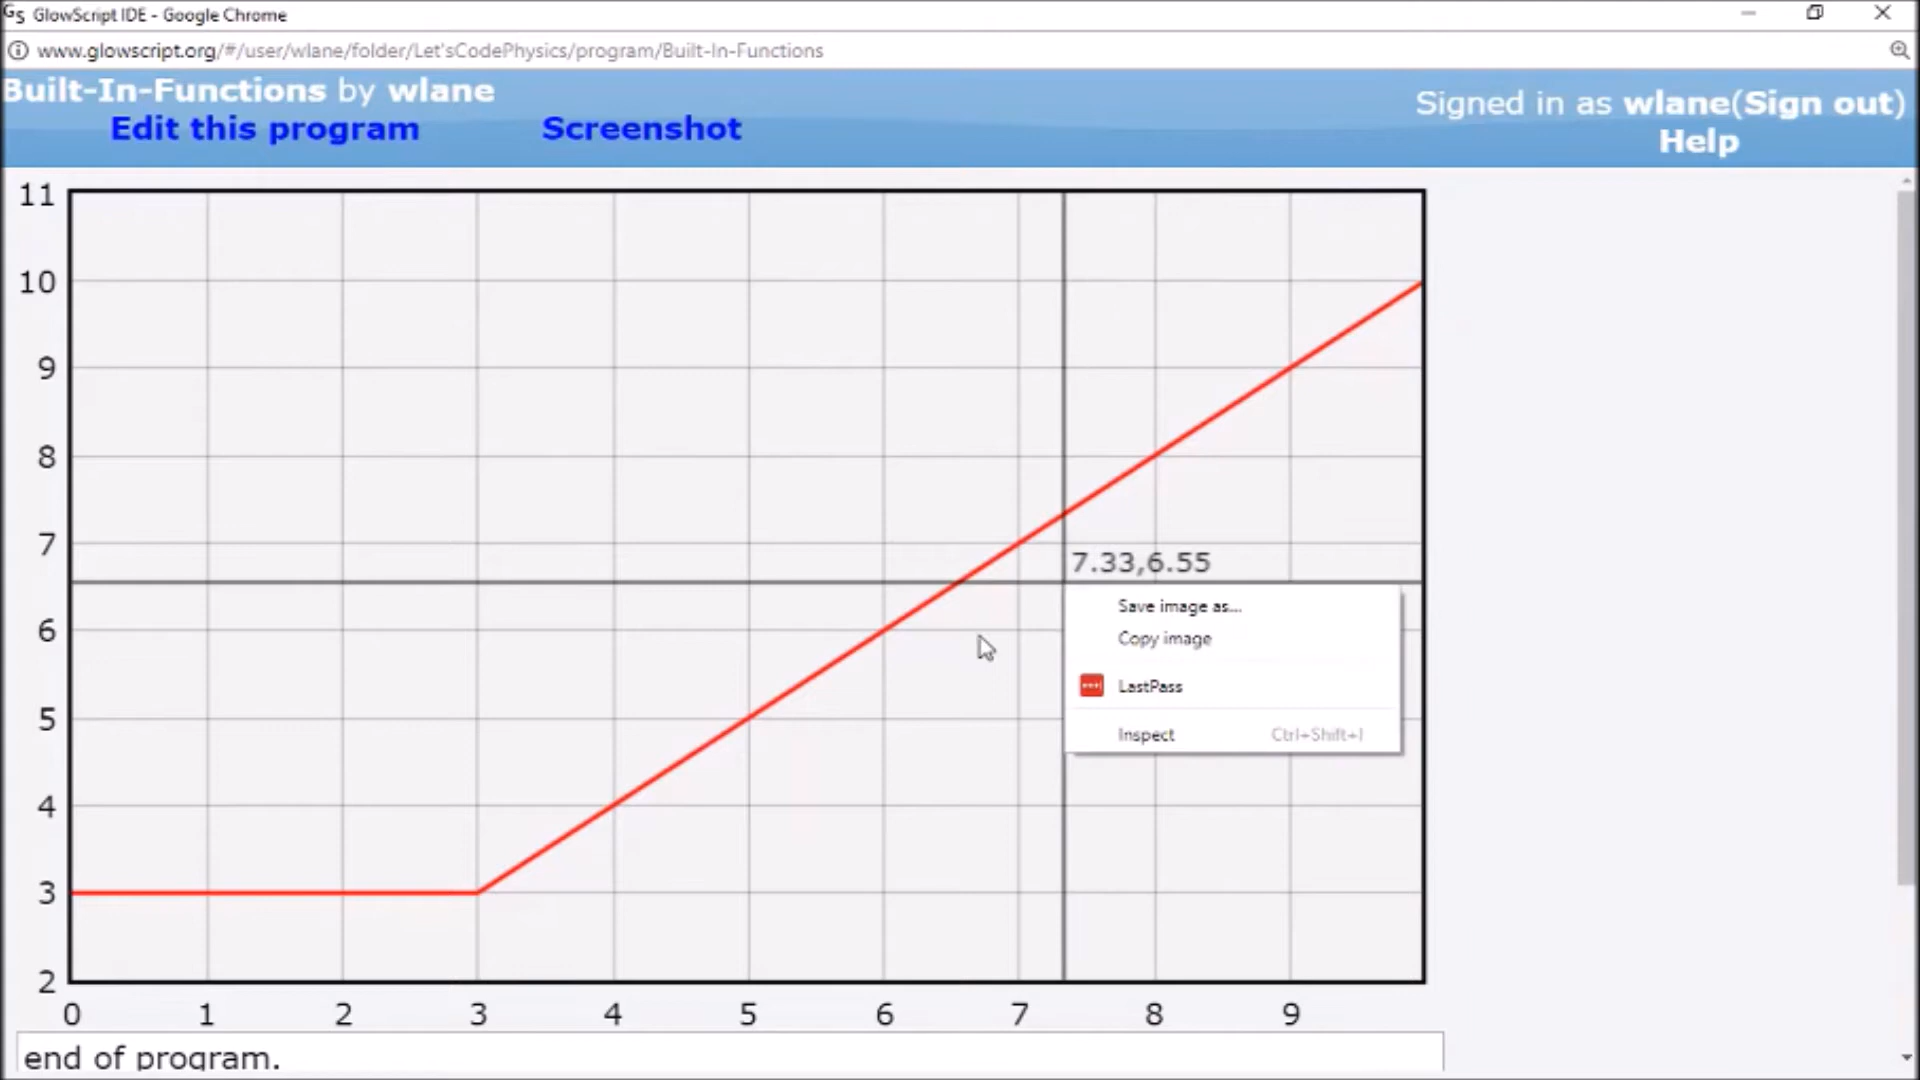 GlowScript IDE - Google Chrome
www.glowscript.org/#/user/wlane/folder/Let'sCodePhysics/program/Built-In-Functions
Built-In-Functions by wlane
Signed in as wlane(Sign out)
Edit this program Screenshot
Help
11
10
9
8
7
7.33,6.55
Save image as...
6
Copy image
LastPass
5
Inspect Ctrl+Shift+I
4
3
2
0 1 2 3 4 5 6 7 8 9
end of program.